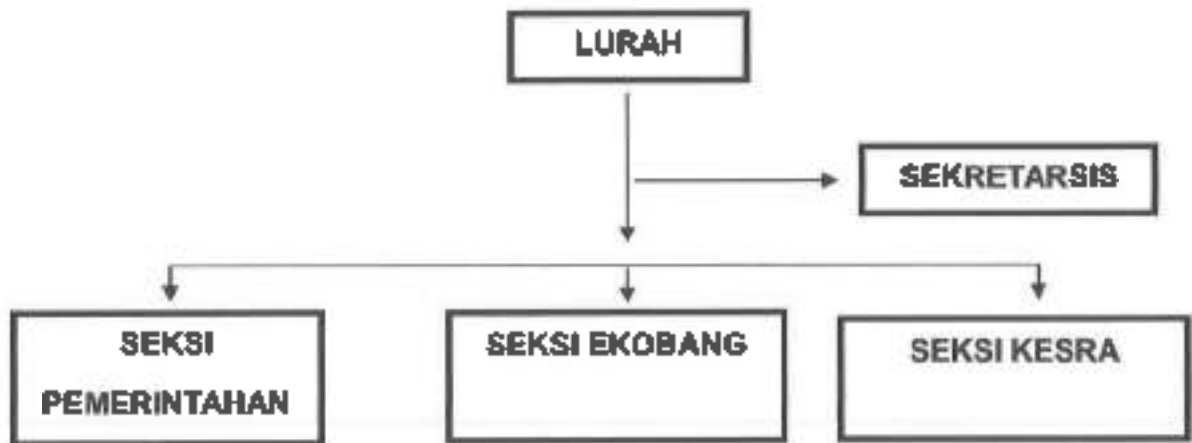 LURAH
SEKRETARSIS
SEKSI
PEMERINTAHAN
SEKSI EKOBANG
SEKSI KESRA